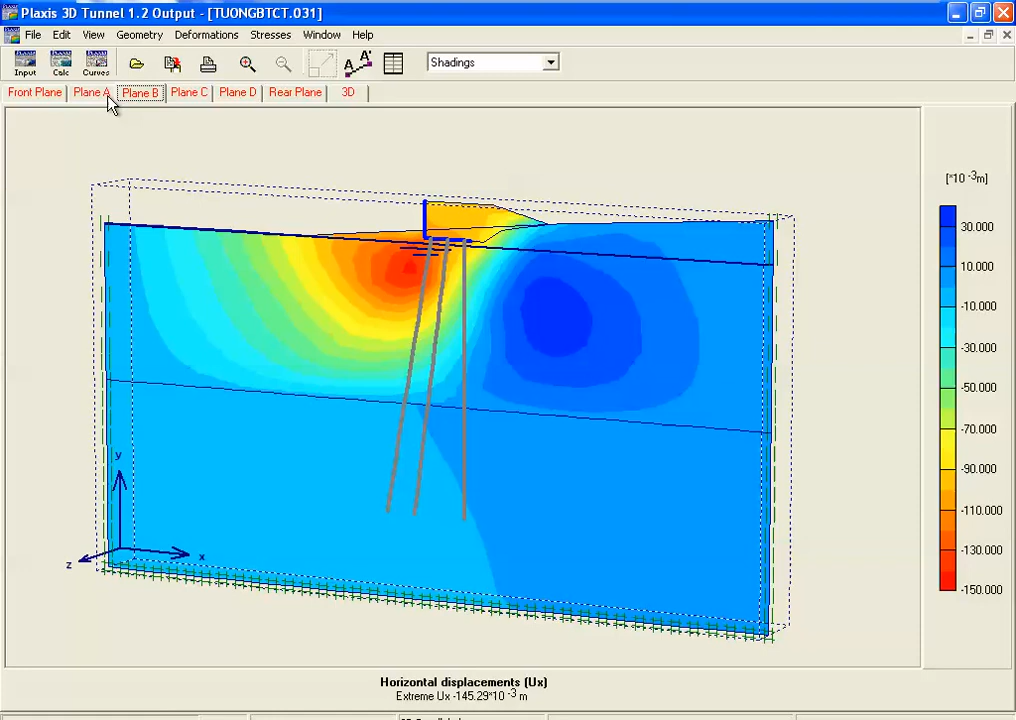 Plaxis 3D Tunnel 1.2 Output - [TUONGBTCT.031]
File Edit View Geometry Deformations Stresses Window Help
Input Calc Curves Shadings
Front Plane Plane A Plane B Plane C Plane D Rear Plane 3D
[*10 -3m]
30.000
10.000
-10.000
-30.000
-50.000
-70.000
-90.000
-110.000
-130.000
-150.000
y
x
z
Horizontal displacements (Ux)
Extreme Ux -145.29*10 -3 m